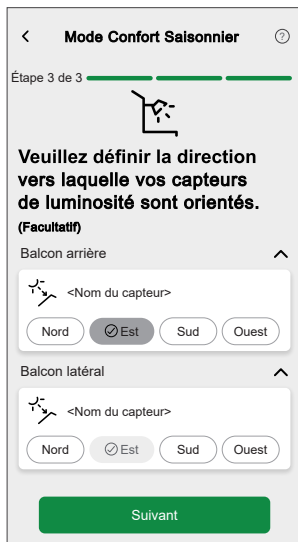 Mode Confort Saisonnier ?
Étape 3 de 3
Veuillez définir la direction
vers laquelle vos capteurs
de luminosité sont orientés.
(Facultatif)
Balcon arrière
<Nom du capteur>
Nord Est Sud Ouest
Balcon latéral
<Nom du capteur>
Nord Est Sud Ouest
Suivant